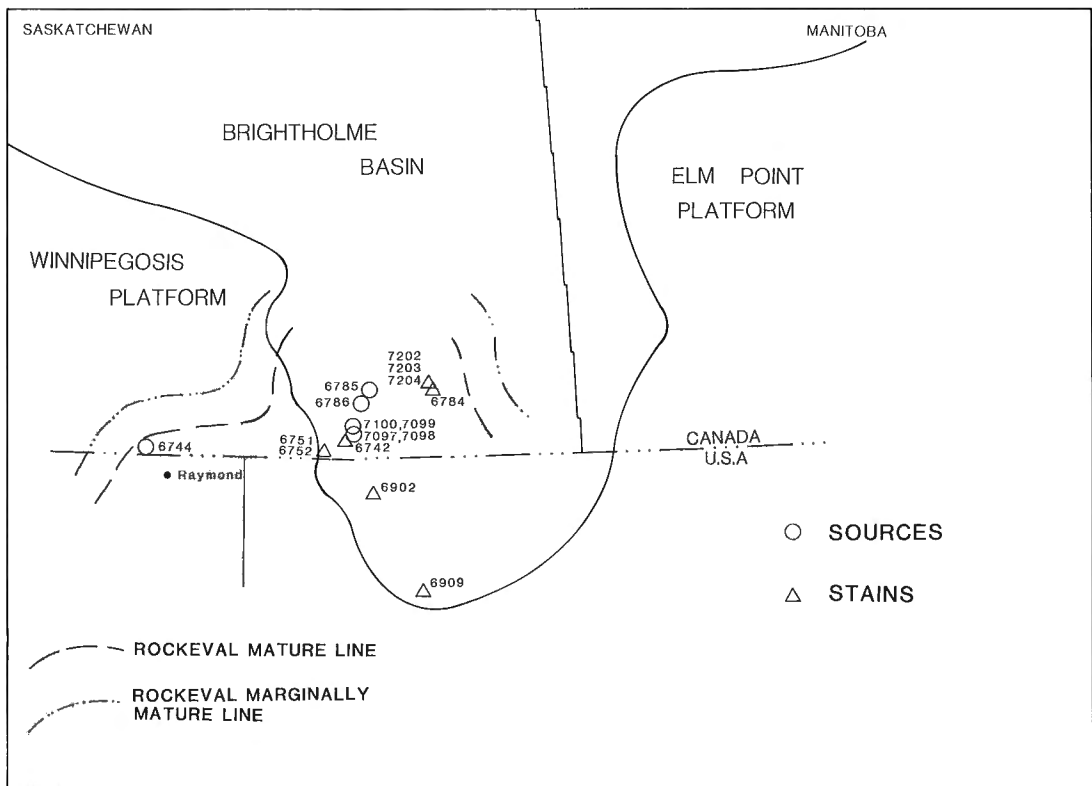 SASKATCHEWAN
MANITOBA
BRIGHTHOLME
BASIN
ELM POINT
PLATFORM
WINNIPEGOSIS
PLATFORM
7202
7203
7204
6784
6785
6786
7100,7099
7097,7098
6742
6751
6752
6744
CANADA
U.S.A
Raymond
6902
6909
SOURCES
STAINS
ROCKEVAL MATURE LINE
ROCKEVAL MARGINALLY
MATURE LINE